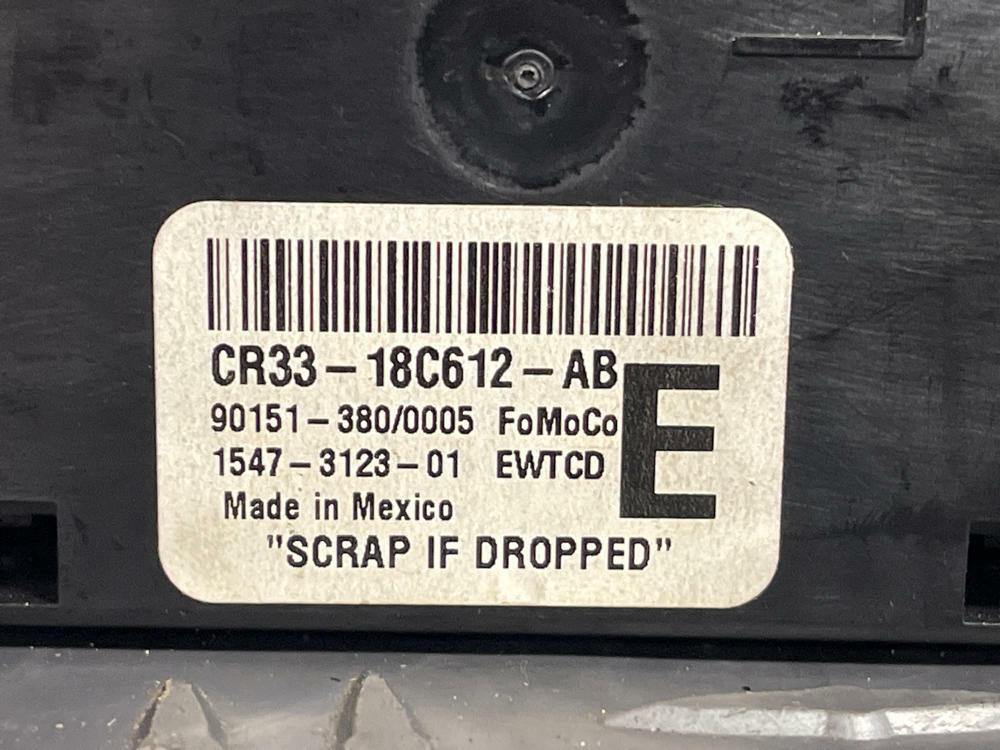 CR33-18C612-AB
90151-380/0005 FoMoCo
1547-3123-01 EWTCD
E
Made in Mexico
"SCRAP IF DROPPED"